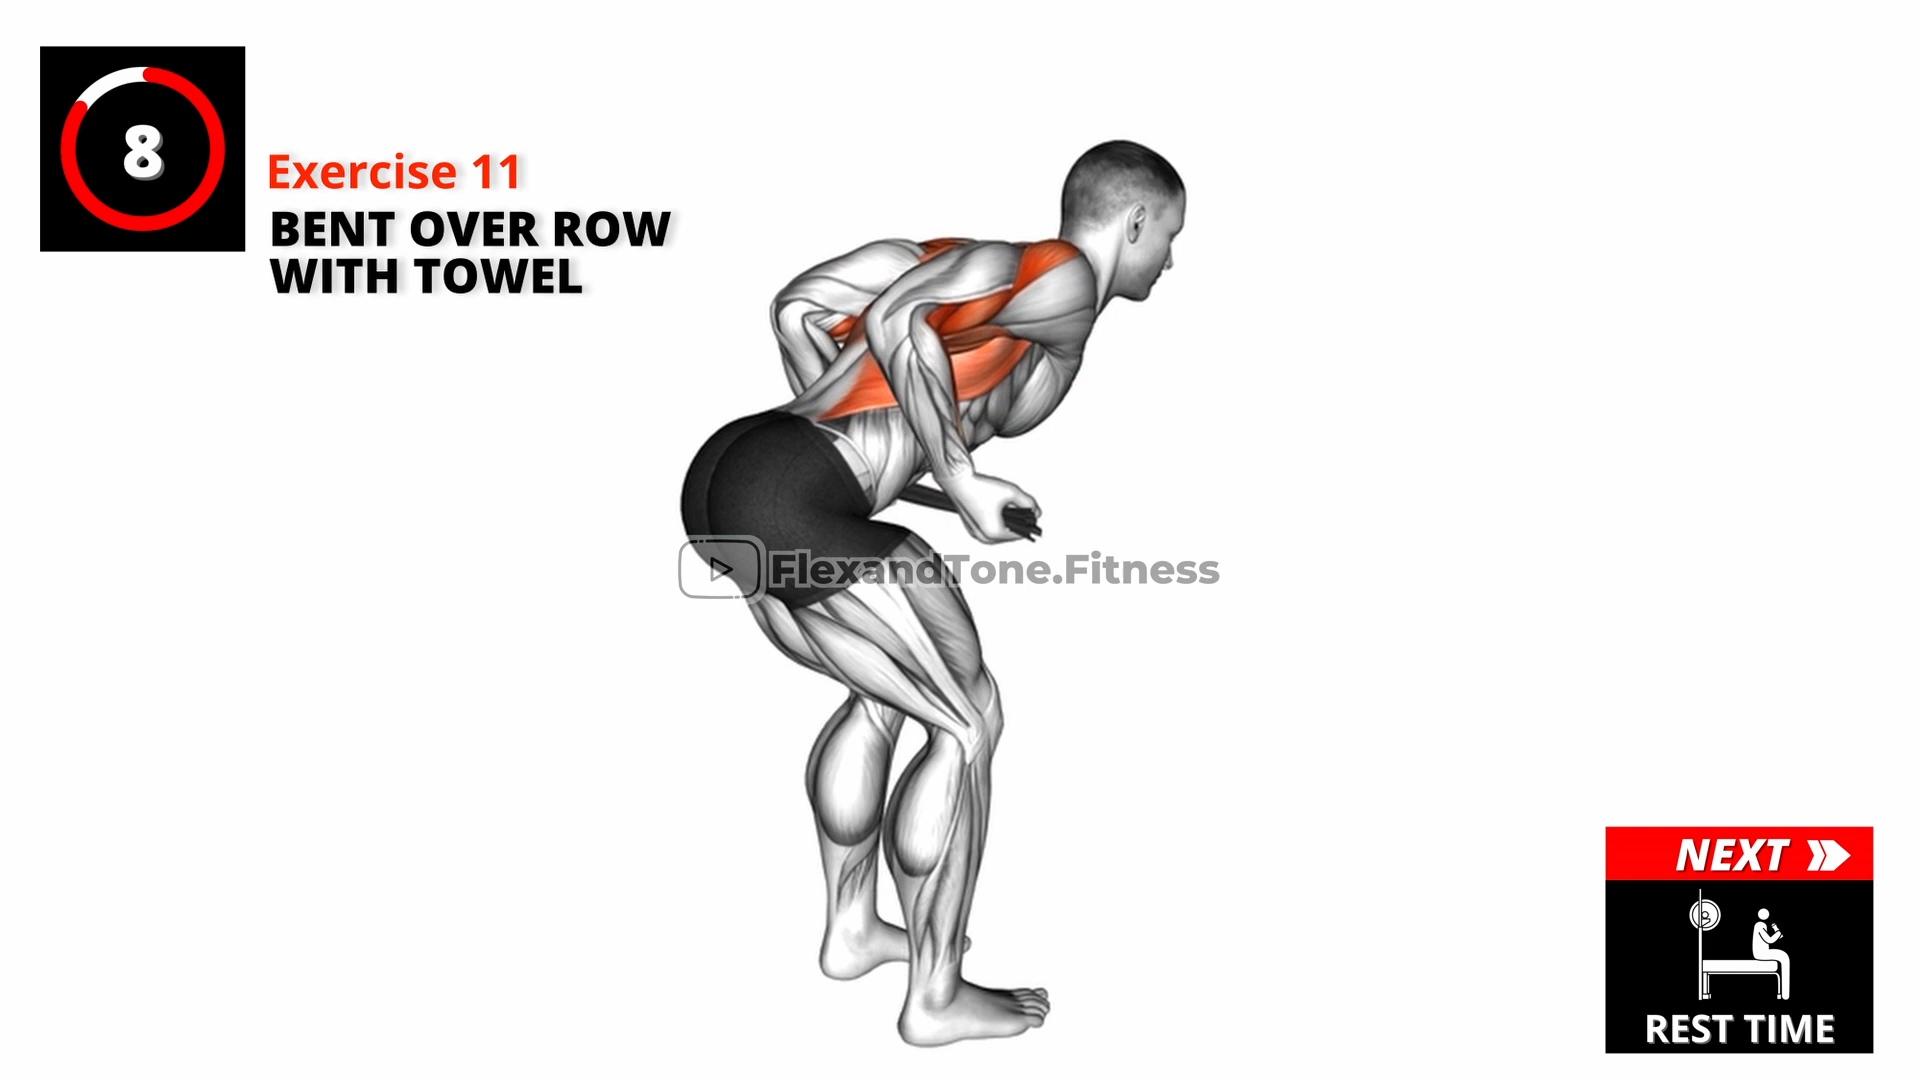 8
Exercise 11
BENT OVER ROW
WITH TOWEL
FlexandTone.Fitness
NEXT
REST TIME